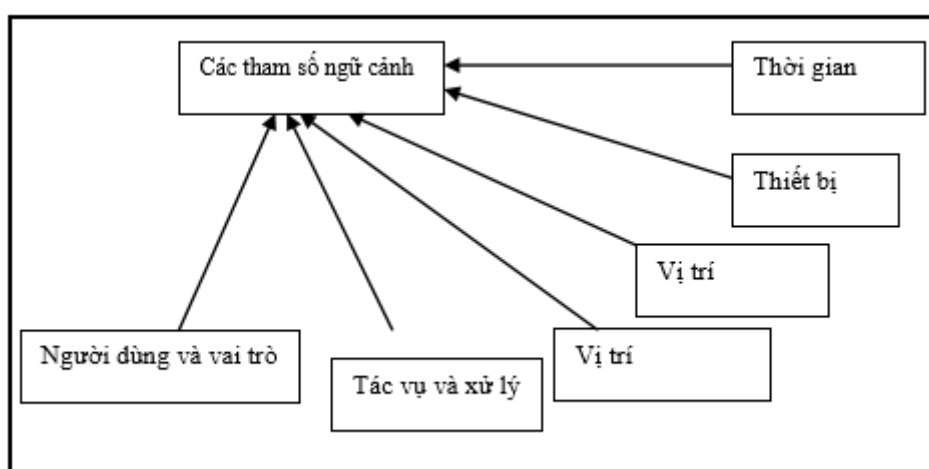 Các tham số ngữ cảnh
Thời gian
Thiết bị
Vị trí
Người dùng và vai trò
Tác vụ và xử lý
Vị trí